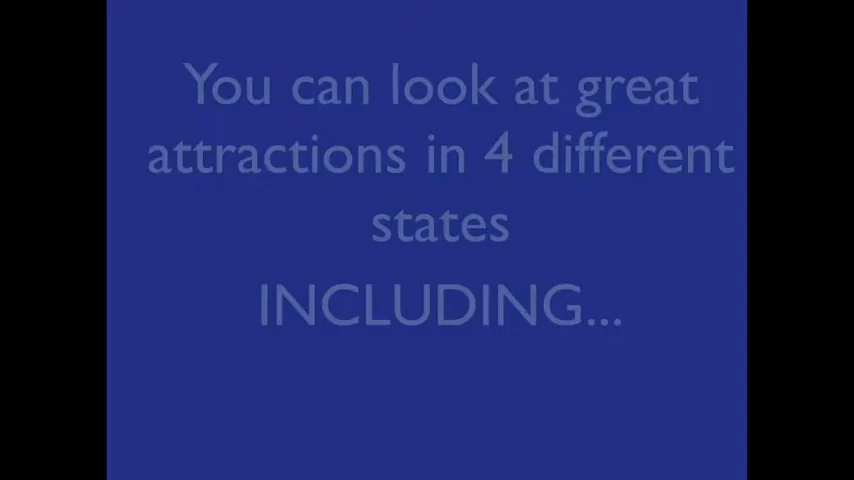 You can look at great
attractions in 4 different
states
INCLUDING...